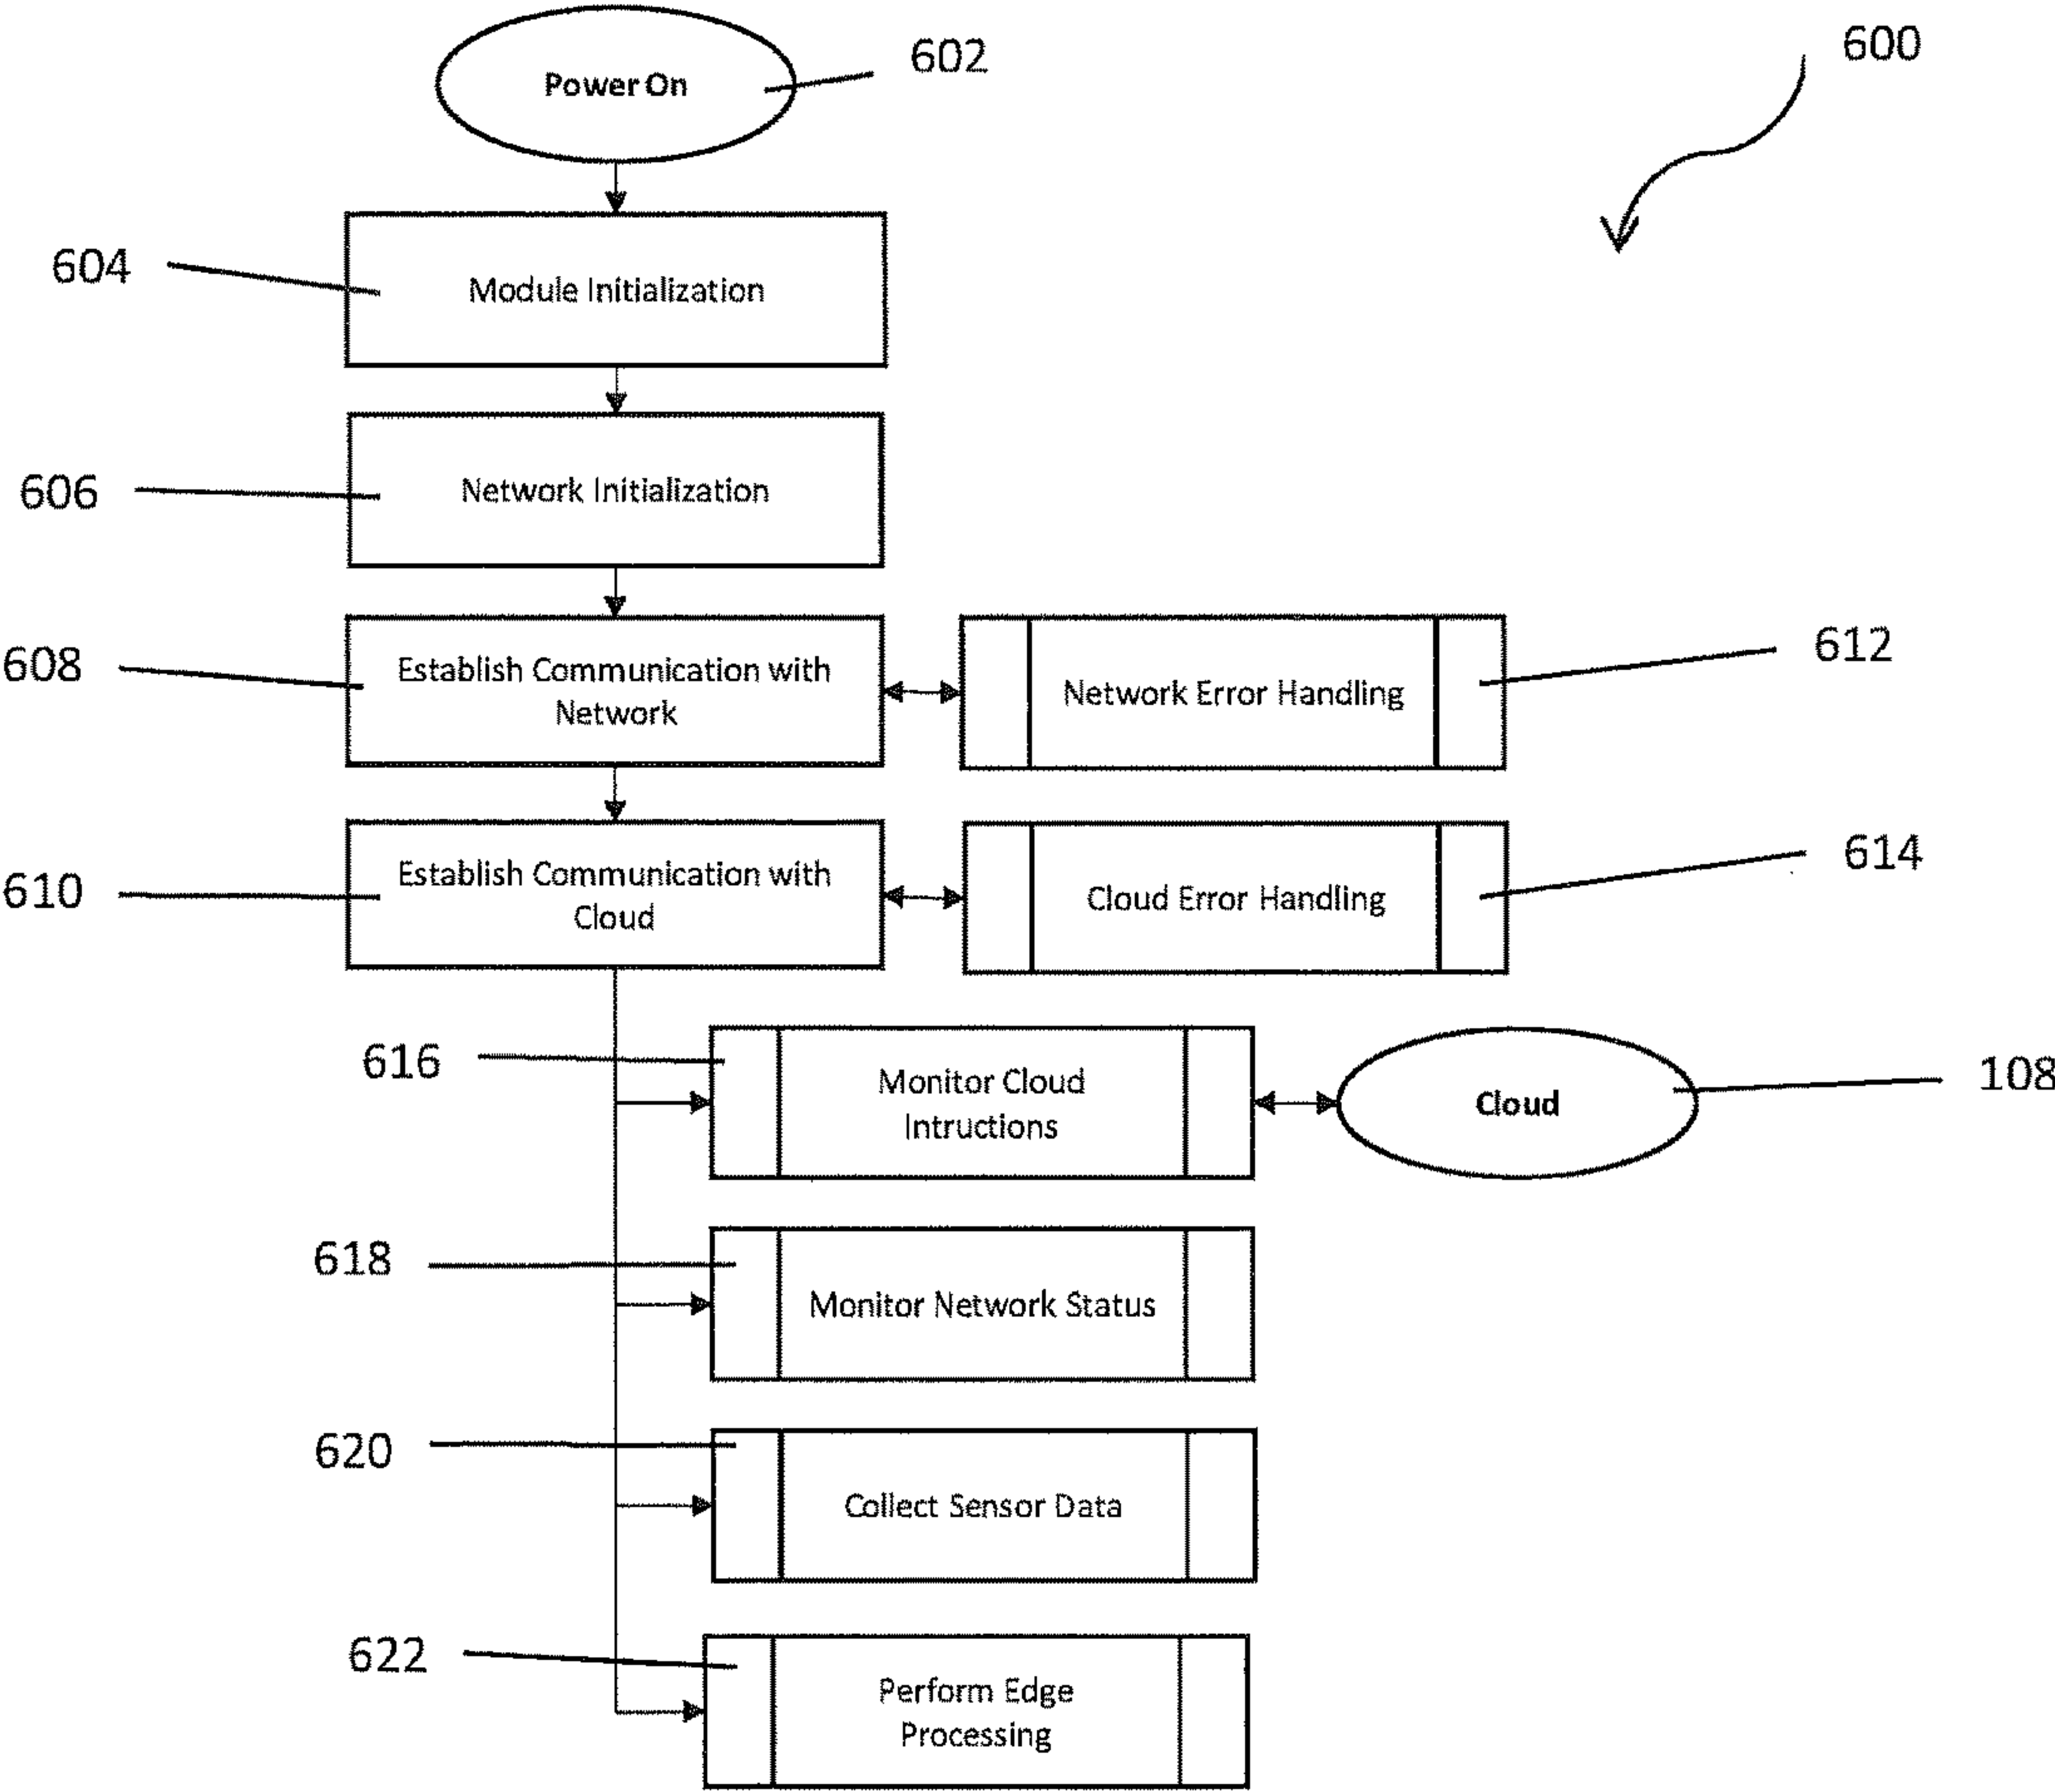 Power On
602
600
604
Module Initialization
606
Network Initialization
608
Establish Communication with
Network
Network Error Handling
612
610
Establish Communication with
Cloud
Cloud Error Handling
614
616
Monitor Cloud
Intructions
Cloud
108
618
Monitor Network Status
620
Collect Sensor Data
622
Perform Edge
Processing